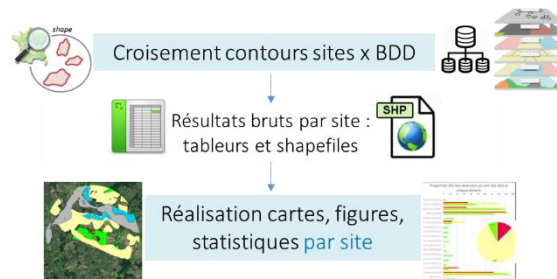 shape
Croisement contours sites x BDD
Résultats bruts par site :
tableurs et shapefiles
SHP
Réalisation cartes, figures,
statistiques par site